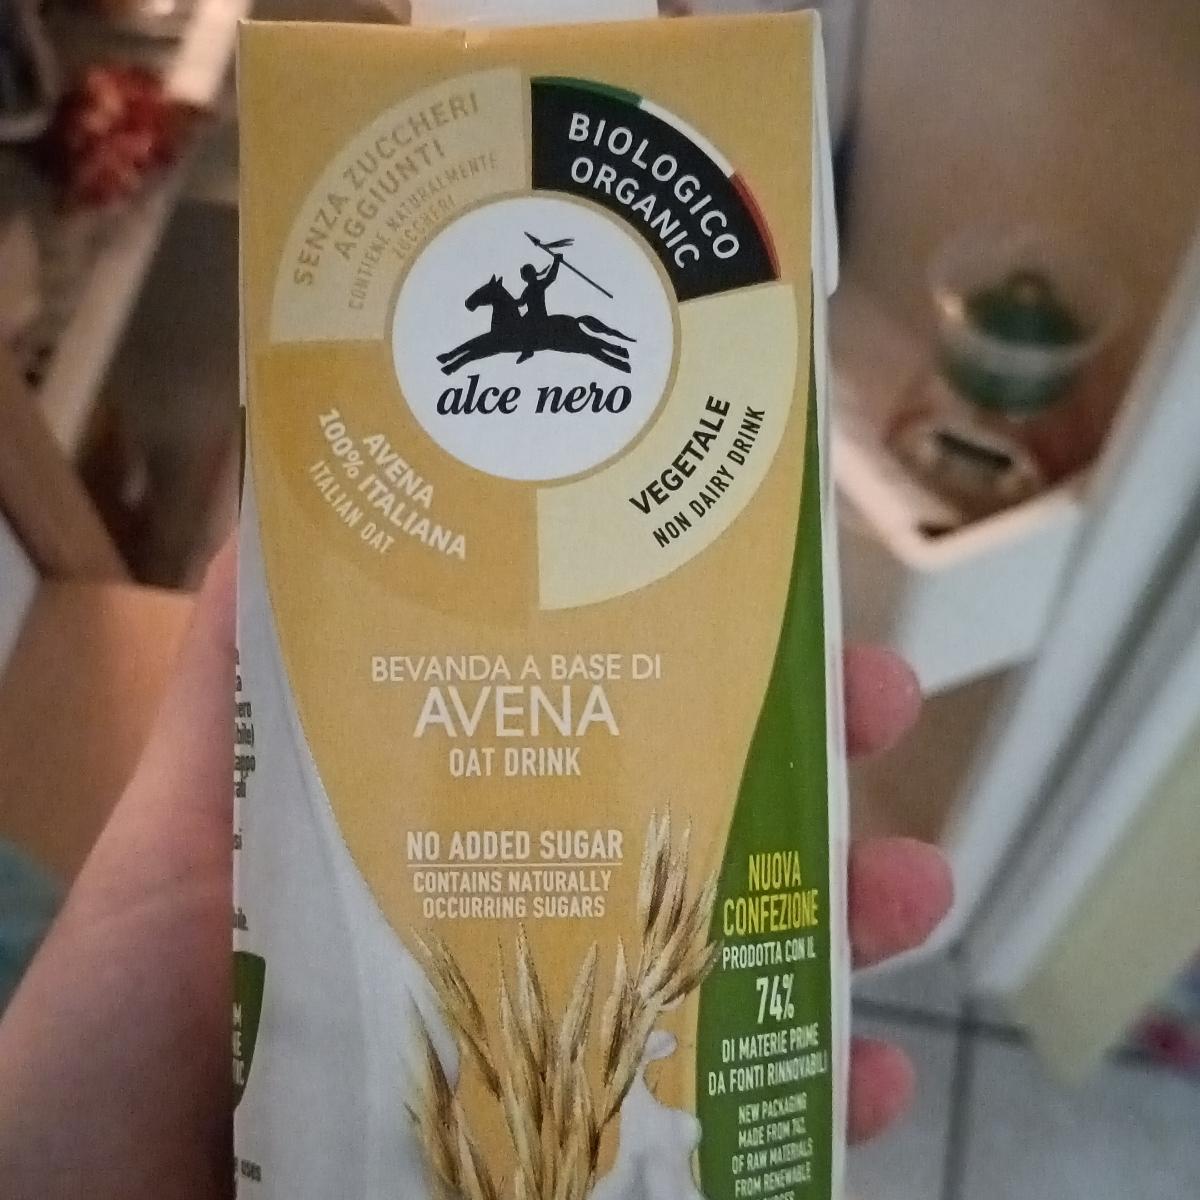 SENZA ZUCCHERI
AGGIUNTI
CONTIENE NATURALMENTE
ZUCCHERI
BIOLOGICO
ORGANIC
alce nero
AVENA
100% ITALIANA
ITALIAN OAT
VEGETALE
NON DAIRY DRINK
BEVANDA A BASE DI
AVENA
OAT DRINK
NO ADDED SUGAR
CONTAINS NATURALLY
OCCURRING SUGARS
NUOVA
CONFEZIONE
PRODOTTA CON IL
74%
DI MATERIE PRIME
DA FONTI RINNOVABILI
NEW PACKAGING
MADE FROM 74%
OF RAW MATERIALS
FROM RENEWABLE